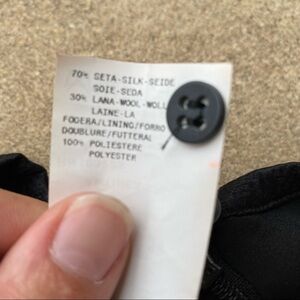 70% SETA-SILK-SEIDE
SOIE-SEDA
30% LANA-WOOL-WOLL
LAINE-LA
FODERA/LINING/FORRO
DOUBLURE/FUTTERAL
100% POLIESTERE
POLYESTER